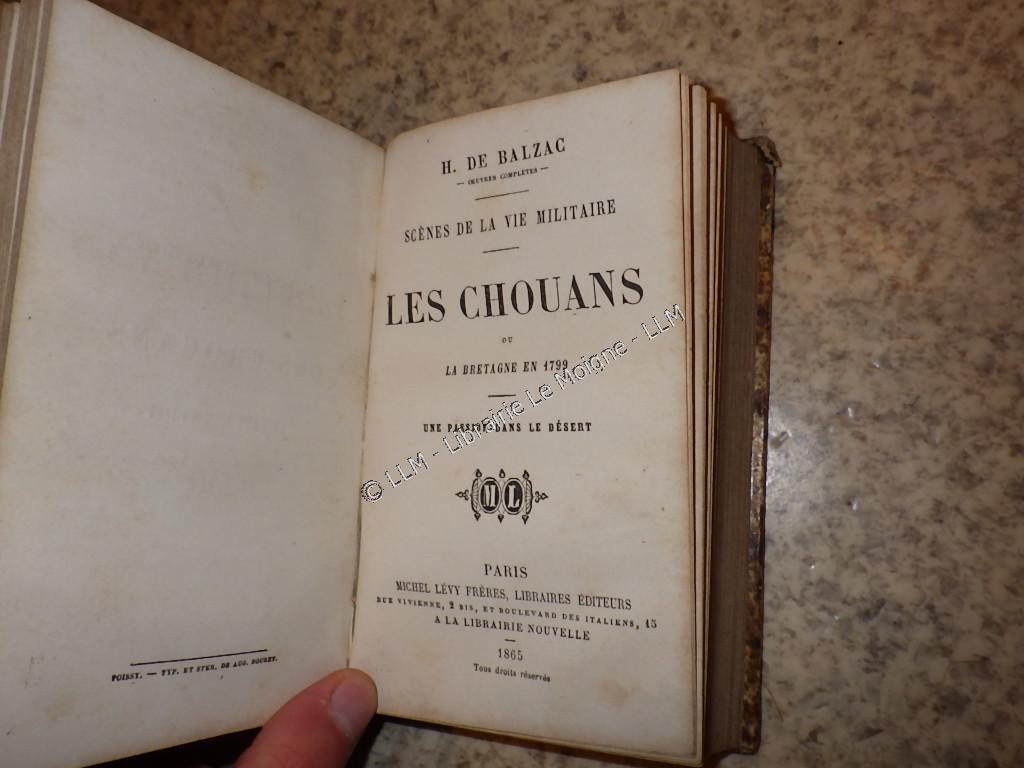 POISSY. — TYP. ET STER. DE AUG. BOURET.
H. DE BALZAC
— ŒUVRES COMPLÈTES —
SCÈNES DE LA VIE MILITAIRE
LES CHOUANS
OU
LA BRETAGNE EN 1799
UNE PASSION DANS LE DÉSERT
ML
PARIS
MICHEL LÉVY FRÈRES, LIBRAIRES ÉDITEURS
RUE VIVIENNE, 2 BIS, ET BOULEVARD DES ITALIENS, 15
A LA LIBRAIRIE NOUVELLE
1865
Tous droits réservés
© LLM - Librairie Le Moigne - LLM